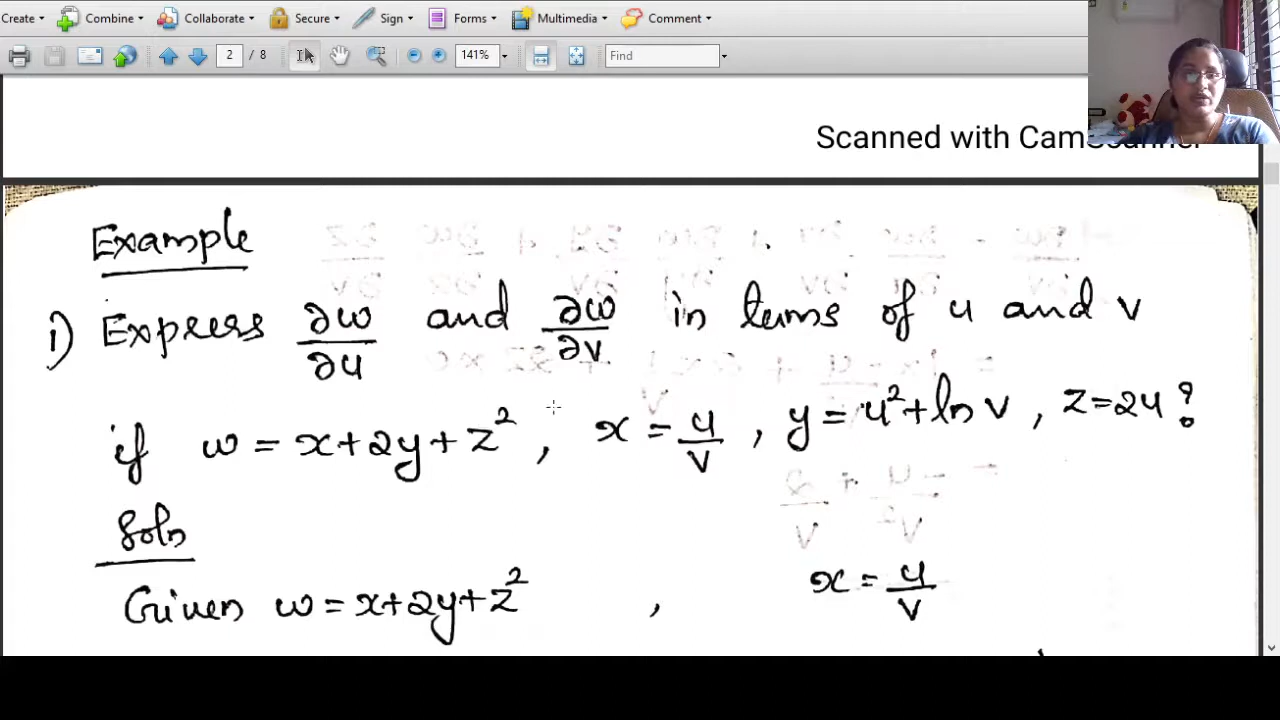 Create Combine Collaborate Secure Sign Forms Multimedia Comment
2 / 8 141% Find
Scanned with CamScanner
Example
1) Express ∂w/∂u and ∂w/∂v in terms of u and v
if w = x+2y+z², x = u/v, y = u²+ln v, z=2u?
Soln
Given w = x+2y+z², x = u/v